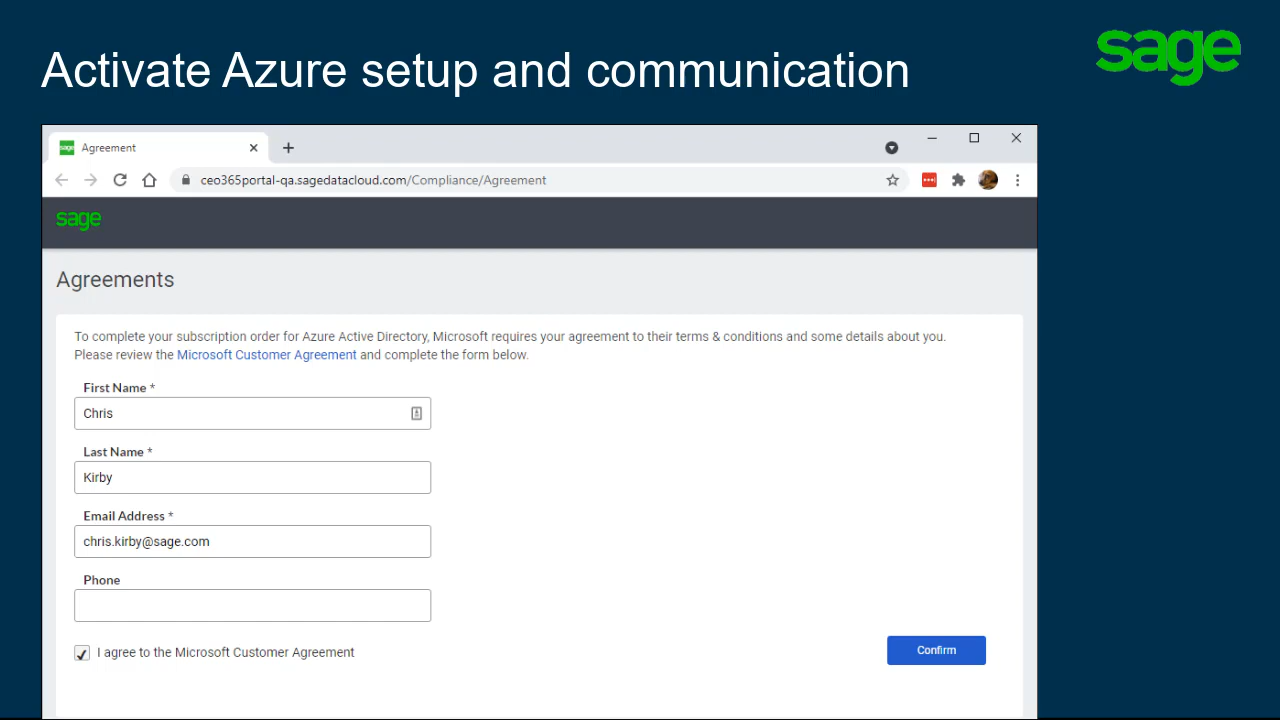 Activate Azure setup and communication
sage
sage
Agreement
ceo365portal-qa.sagedatacloud.com/Compliance/Agreement
sage
Agreements
To complete your subscription order for Azure Active Directory, Microsoft requires your agreement to their terms & conditions and some details about you.
Please review the Microsoft Customer Agreement and complete the form below.
First Name *
Chris
Last Name *
Kirby
Email Address *
chris.kirby@sage.com
Phone
I agree to the Microsoft Customer Agreement
Confirm